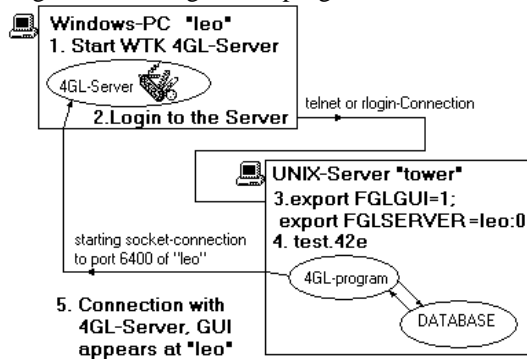 Windows-PC "leo"
1. Start WTK 4GL-Server
4GL-Server
2.Login to the Server
telnet or rlogin-Connection
UNIX-Server "tower"
3.export FGLGUI=1;
export FGLSERVER=leo:0
4. test.42e
starting socket-connection
to port 6400 of "leo"
4GL-program
DATABASE
5. Connection with
4GL-Server, GUI
appears at "leo"